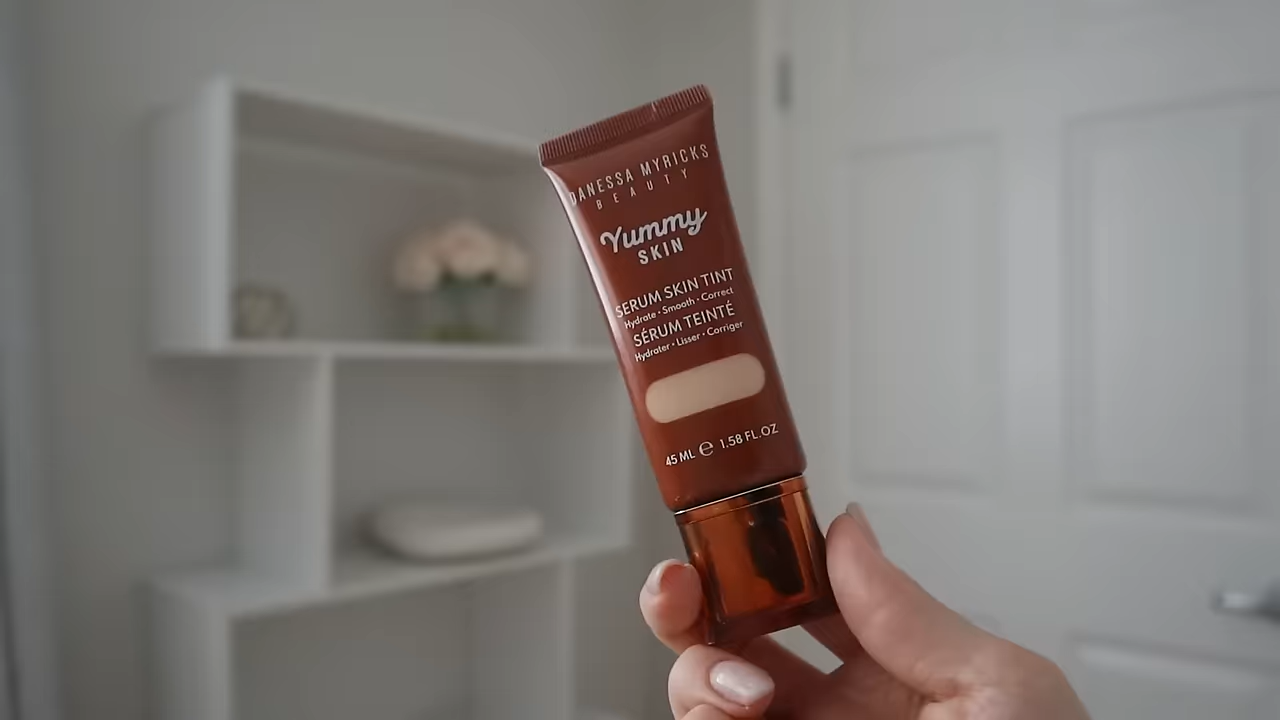 DANESSA MYRICKS
BEAUTY
Yummy
SKIN
SERUM SKIN TINT
Hydrate • Smooth • Correct
SÉRUM TEINTÉ
Hydrater • Lisser • Corriger
45 ML e 1.58 FL.OZ